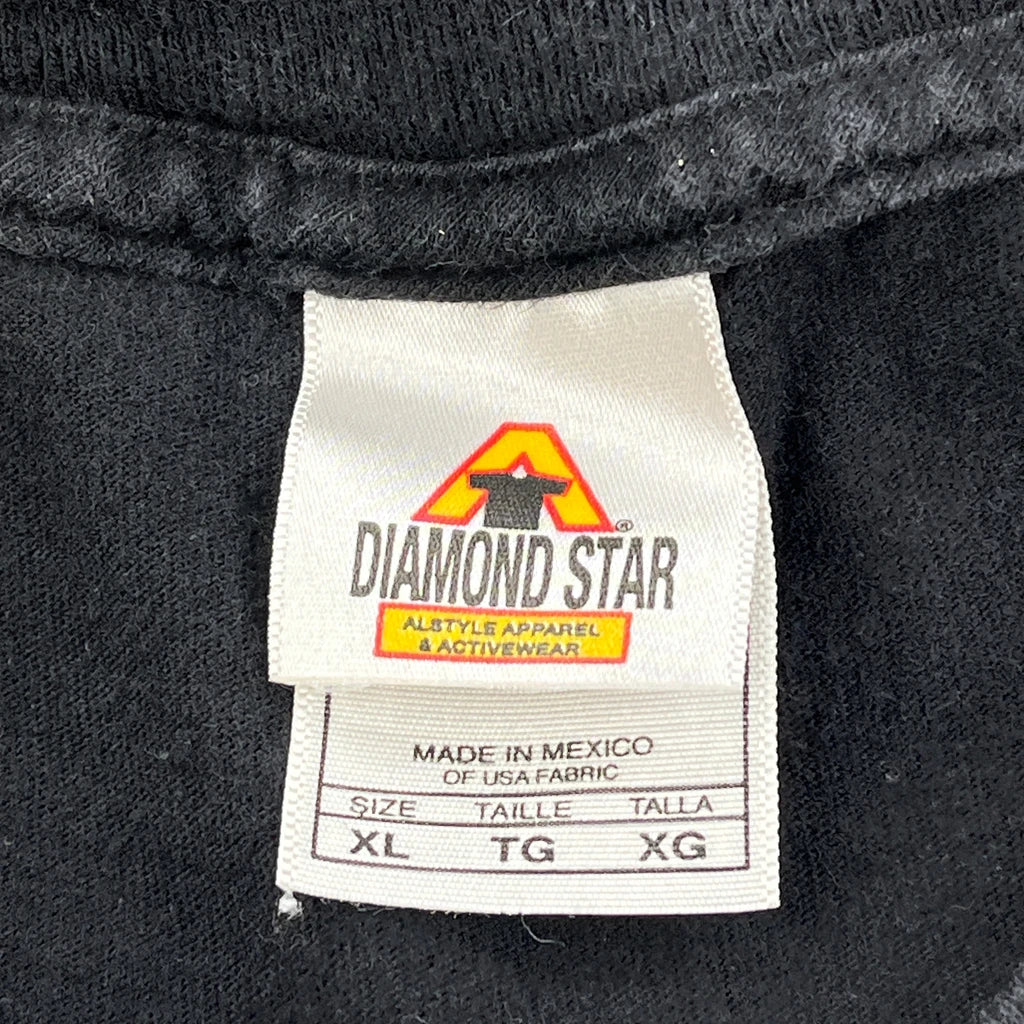 ®
DIAMOND STAR
ALSTYLE APPAREL
& ACTIVEWEAR
MADE IN MEXICO
OF USA FABRIC
SIZE TAILLE TALLA
XL TG XG